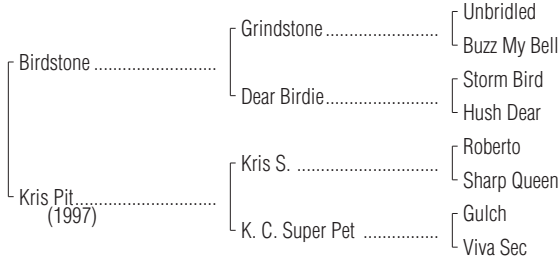 Unbridled
Grindstone ........................
Buzz My Bell
Birdstone ..........................
Storm Bird
Dear Birdie ........................
Hush Dear
Roberto
Kris S. ..............................
Sharp Queen
Kris Pit..............................
(1997)
Gulch
K. C. Super Pet ................
Viva Sec